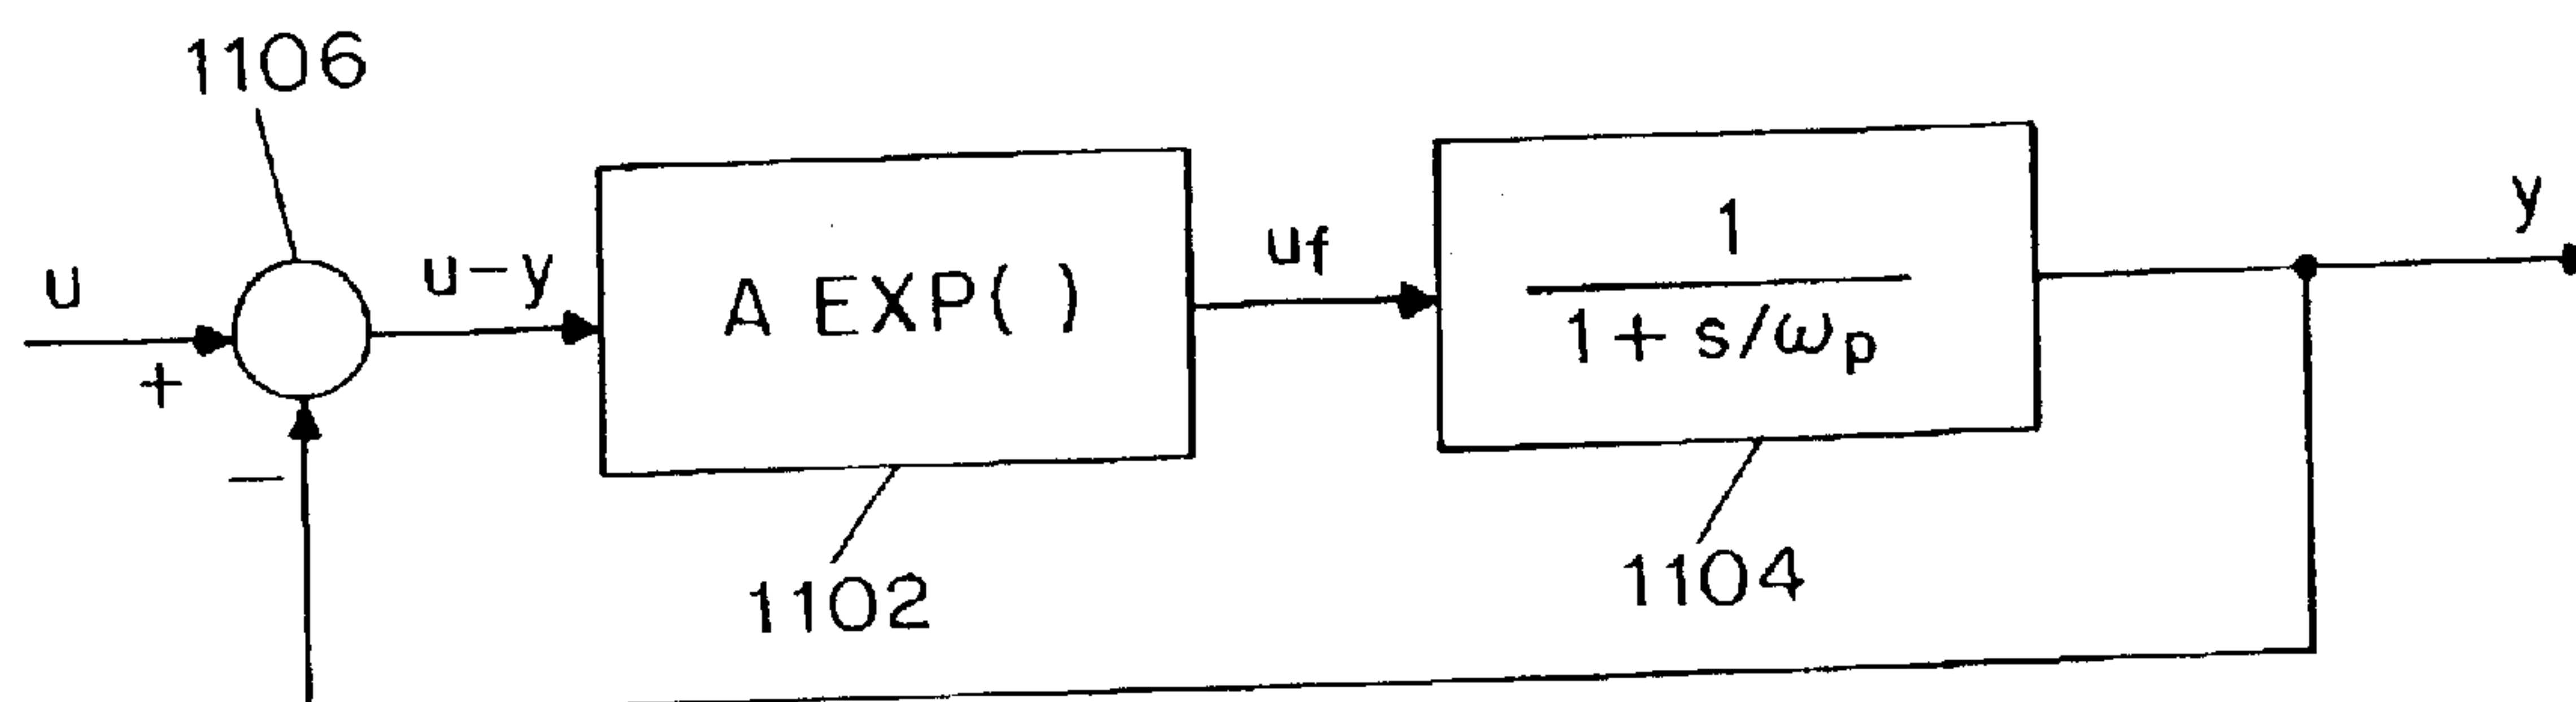 1106
u
+
u-y
A EXP( )
uf
1
1 + s/ωp
y
−
1102
1104